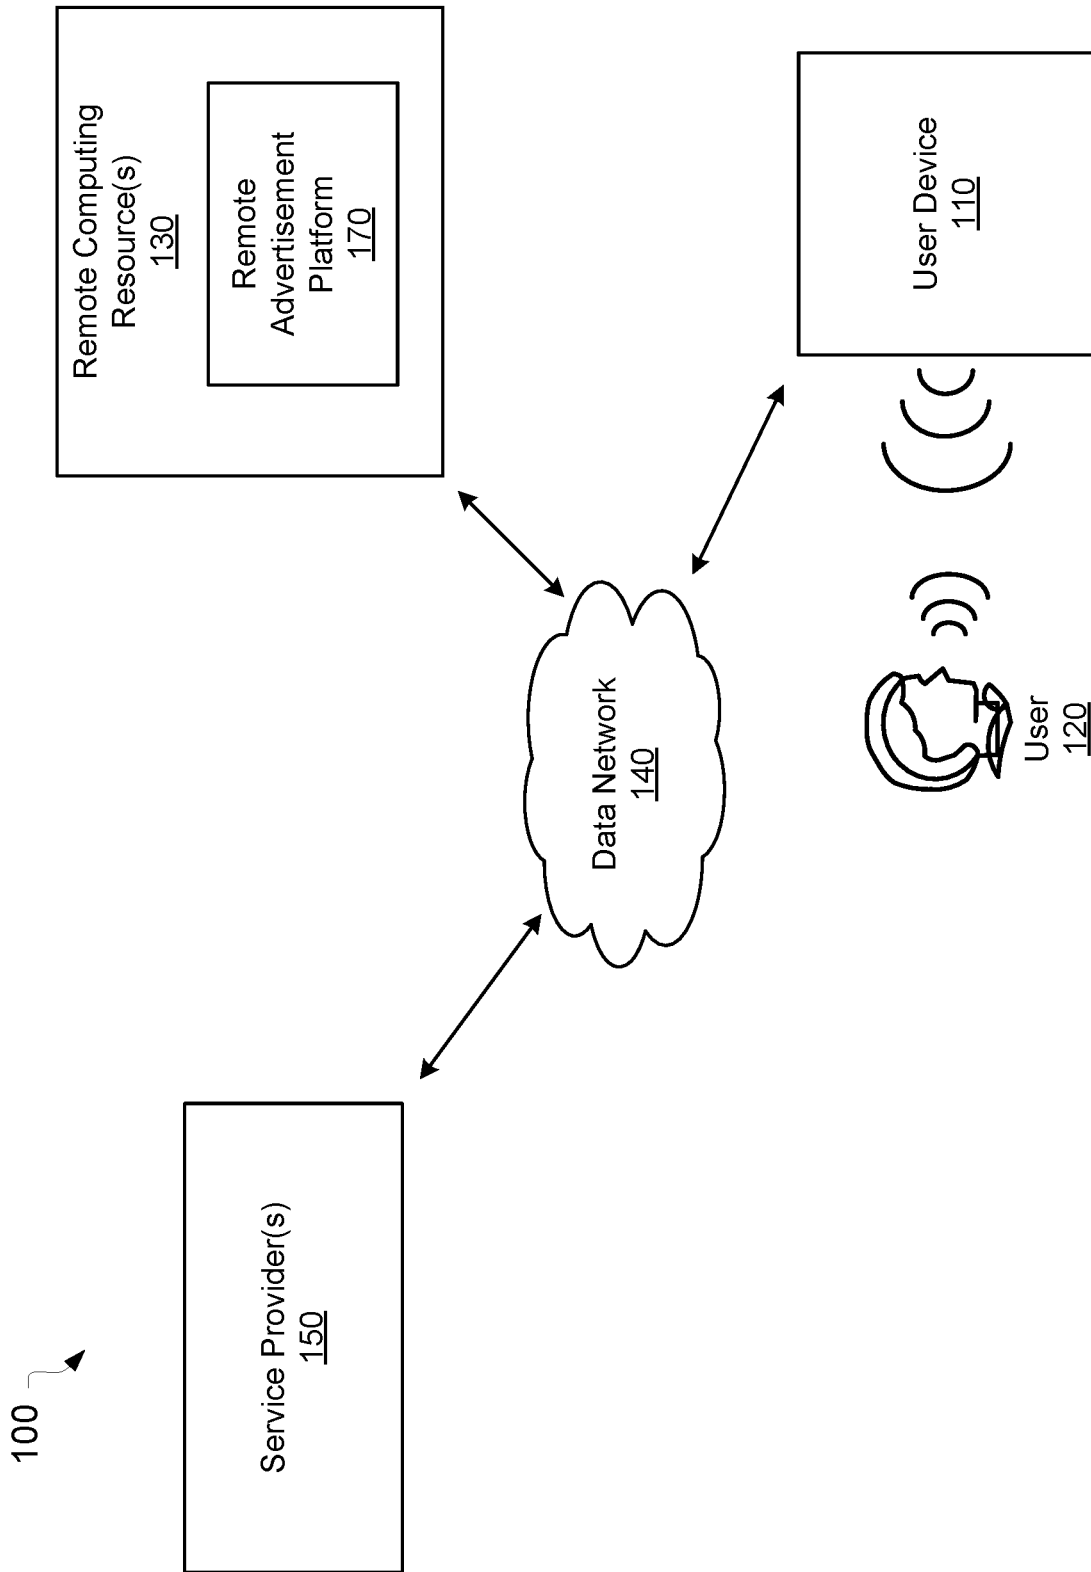 100
Service Provider(s)
150
Data Network
140
Remote Computing
Resource(s)
130
Remote
Advertisement
Platform
170
User
120
User Device
110